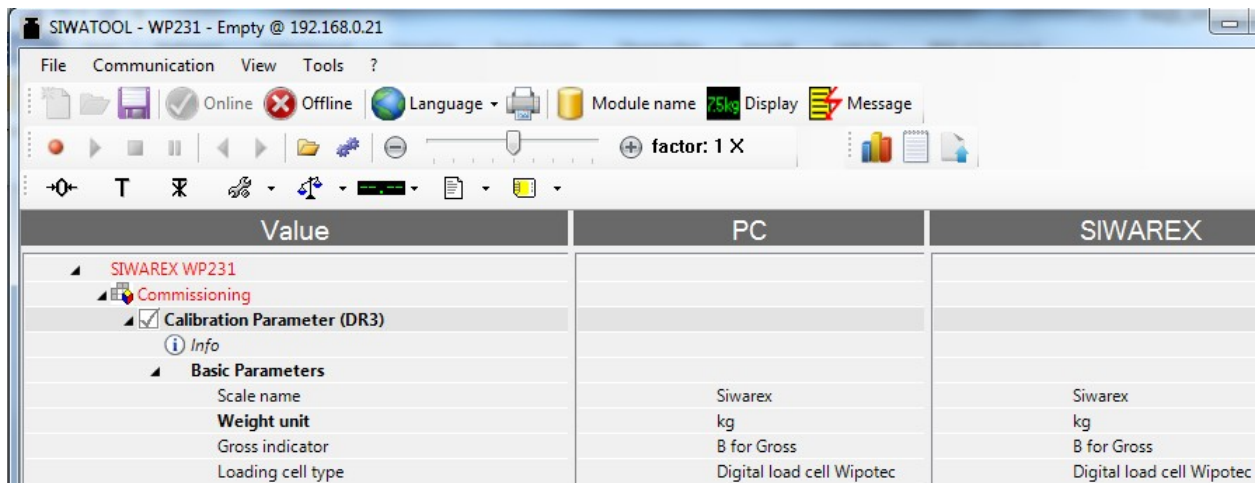 SIWATOOL - WP231 - Empty @ 192.168.0.21
File Communication View Tools ?
Online Offline Language Module name 7.5kg Display Message
factor: 1 X
→0← T T --.--
Value PC SIWAREX
SIWAREX WP231
Commissioning
Calibration Parameter (DR3)
i Info
Basic Parameters
Scale name Siwarex Siwarex
Weight unit kg kg
Gross indicator B for Gross B for Gross
Loading cell type Digital load cell Wipotec Digital load cell Wipotec